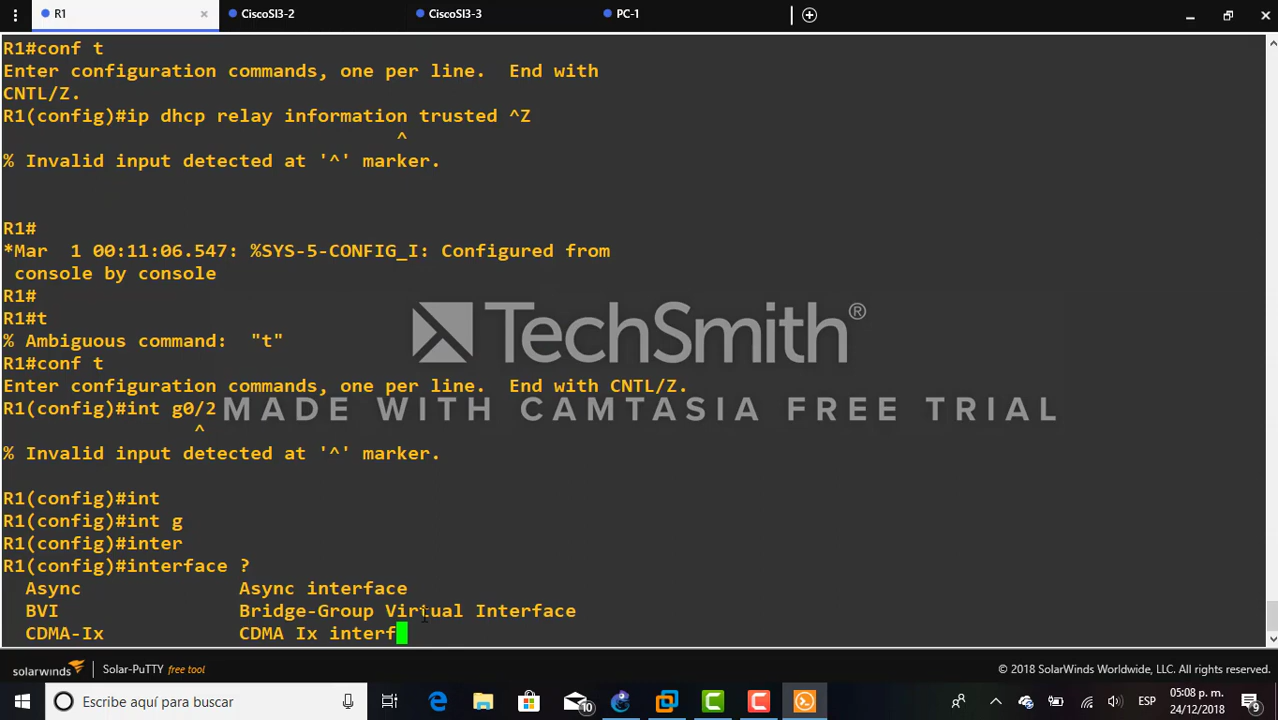 R1
CiscoSI3-2
CiscoSI3-3
PC-1
R1#conf t
Enter configuration commands, one per line.  End with
CNTL/Z.
R1(config)#ip dhcp relay information trusted ^Z
^
% Invalid input detected at '^' marker.
R1#
*Mar  1 00:11:06.547: %SYS-5-CONFIG_I: Configured from
console by console
R1#
R1#t
% Ambiguous command:  "t"
R1#conf t
Enter configuration commands, one per line.  End with CNTL/Z.
R1(config)#int g0/2
^
% Invalid input detected at '^' marker.
R1(config)#int
R1(config)#int g
R1(config)#inter
R1(config)#interface ?
Async              Async interface
BVI                Bridge-Group Virtual Interface
CDMA-Ix            CDMA Ix interf
TechSmith®
MADE WITH CAMTASIA FREE TRIAL
solarwinds Solar-PuTTY free tool
© 2018 SolarWinds Worldwide, LLC. All rights reserved.
Escribe aquí para buscar
10
ESP
05:08 p. m.
24/12/2018
9